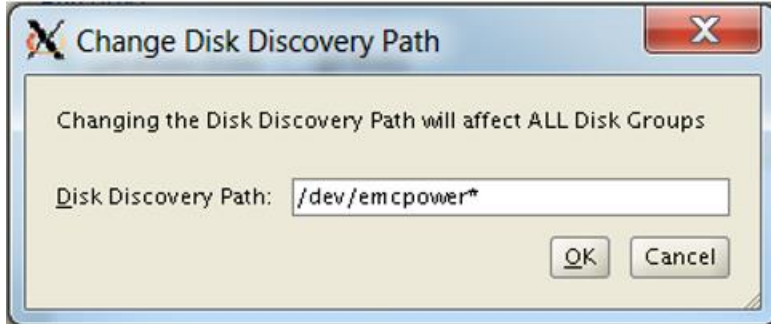 Change Disk Discovery Path
Changing the Disk Discovery Path will affect ALL Disk Groups
Disk Discovery Path: /dev/emcpower*
OK Cancel